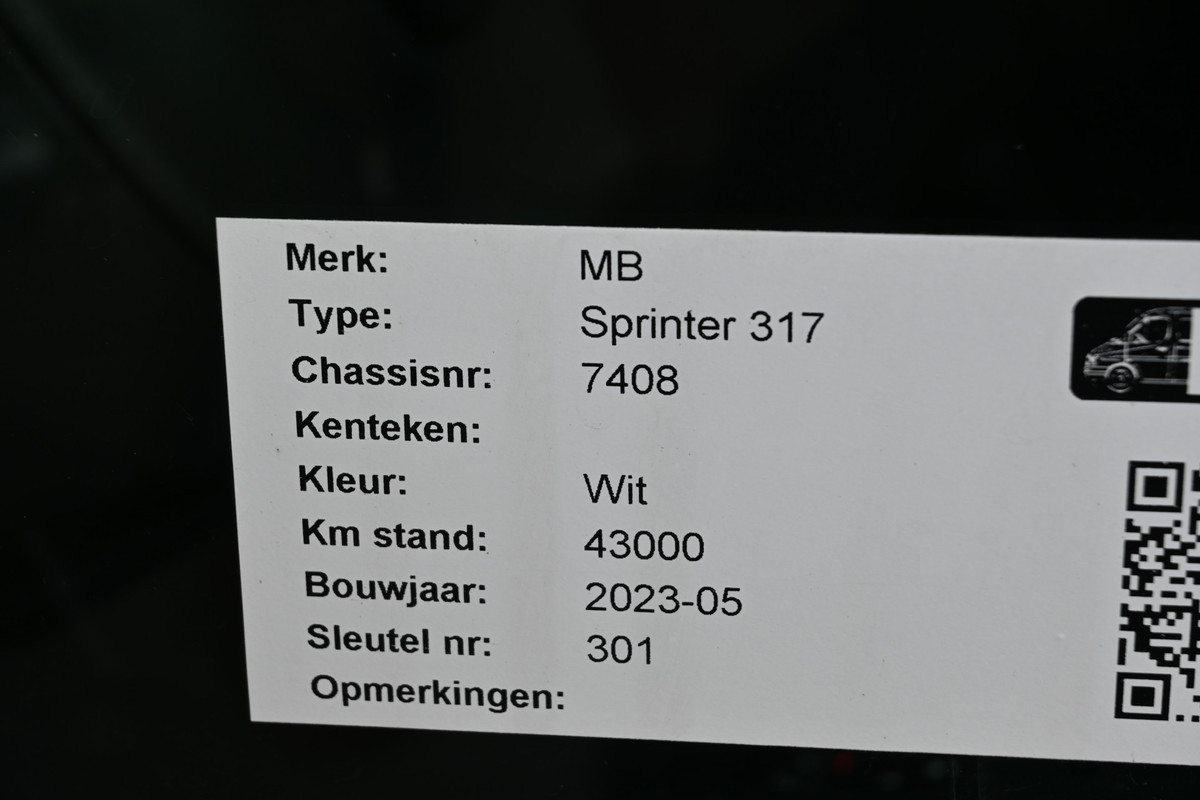 Merk: MB
Type: Sprinter 317
Chassisnr: 7408
Kenteken:
Kleur: Wit
Km stand: 43000
Bouwjaar: 2023-05
Sleutel nr: 301
Opmerkingen: